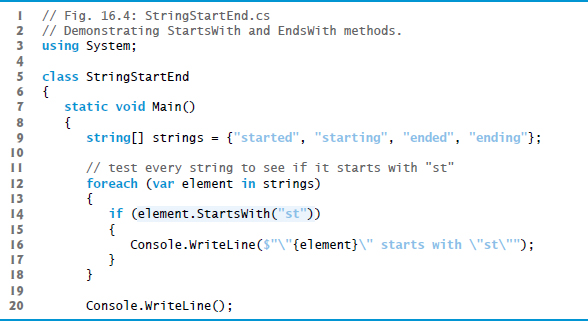 1 // Fig. 16.4: StringStartEnd.cs
2 // Demonstrating StartsWith and EndsWith methods.
3 using System;
4
5 class StringStartEnd
6 {
7 static void Main()
8 {
9 string[] strings = {"started", "starting", "ended", "ending"};
10
11 // test every string to see if it starts with "st"
12 foreach (var element in strings)
13 {
14 if (element.StartsWith("st"))
15 {
16 Console.WriteLine($"\"{element}\" starts with \"st\"");
17 }
18 }
19
20 Console.WriteLine();